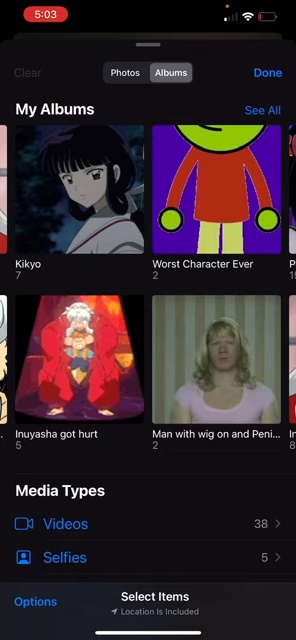 5:03
Clear
Photos
Albums
Done
My Albums
See All
Kikyo
7
Worst Character Ever
2
Inuyasha got hurt
5
Man with wig on and Peni...
2
8
Media Types
Videos
38
Selfies
5
Options
Select Items
Location Is Included